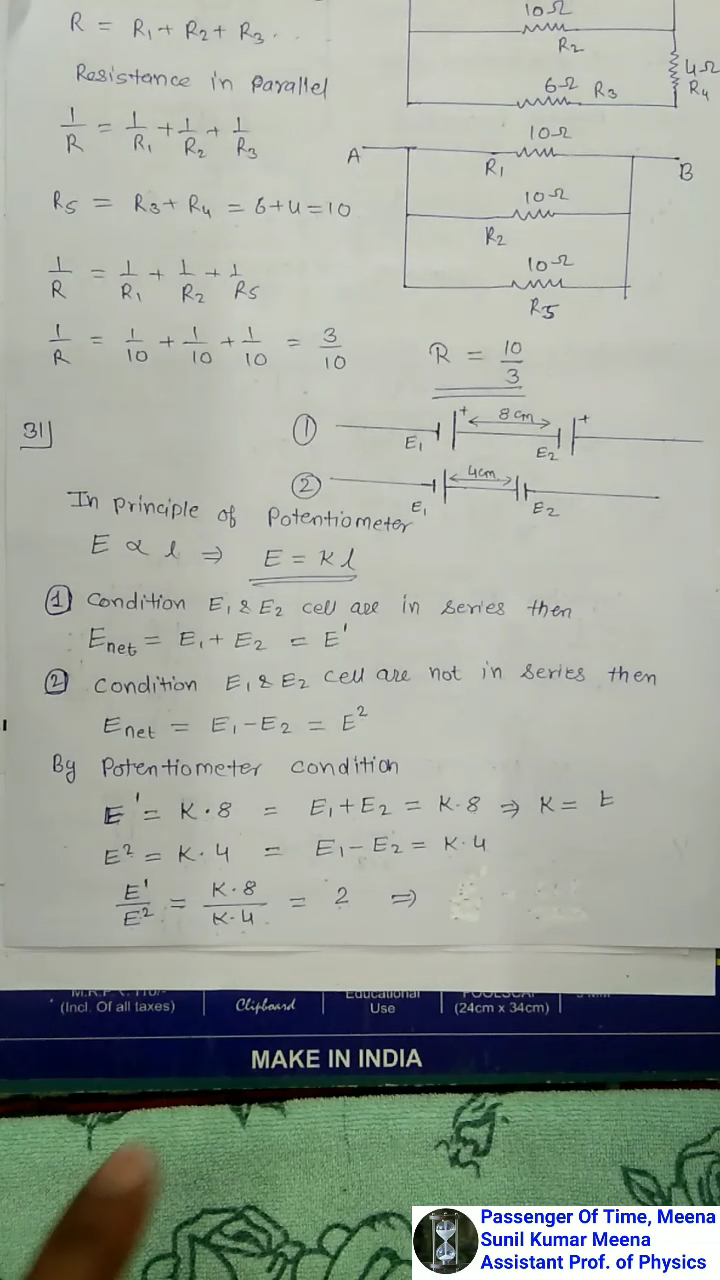 R = R1 + R2 + R3 . .
10Ω
R2
4Ω
R4
6Ω R3
Resistance in Parallel
1/R = 1/R1 + 1/R2 + 1/R3
A
10Ω
R1
B
10Ω
R2
10Ω
R5
R5 = R3 + R4 = 6+4 = 10
1/R = 1/R1 + 1/R2 + 1/R5
1/R = 1/10 + 1/10 + 1/10 = 3/10
R = 10/3
31
① E1 + 8cm E2 +
② E1 4cm E2
In Principle of Potentiometer
E ∝ l ⇒ E = Kl
① Condition E1 & E2 cell are in series then
Enet = E1 + E2 = E'
② Condition E1 & E2 cell are not in series then
Enet = E1 - E2 = E²
By Potentiometer condition
E' = K·8 = E1+E2 = K·8 ⇒ K =
E² = K·4 = E1-E2 = K·4
E'/E² = K·8/K·4 = 2 ⇒
(Incl. Of all taxes)
Clipboard
Educational
Use
(24cm x 34cm)
MAKE IN INDIA
Passenger Of Time, Meena
Sunil Kumar Meena
Assistant Prof. of Physics